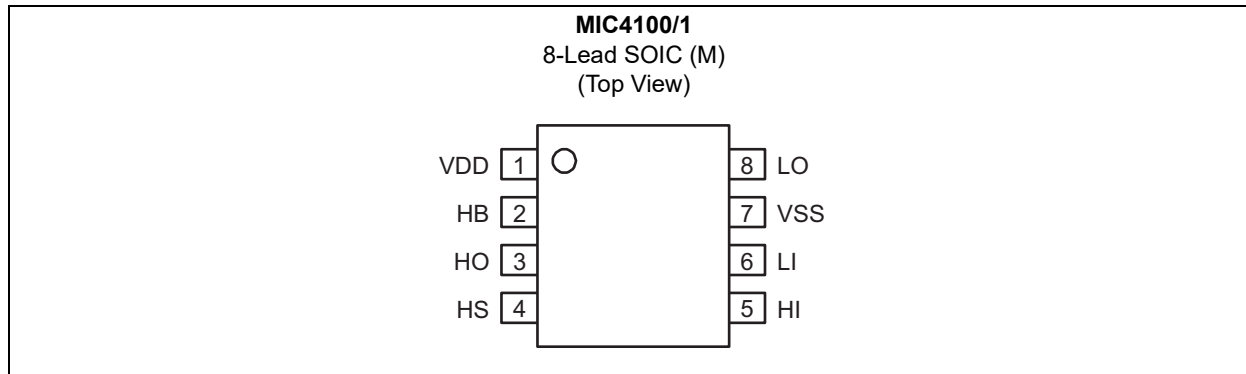 MIC4100/1
8-Lead SOIC (M)
(Top View)
VDD 1 8 LO
HB 2 7 VSS
HO 3 6 LI
HS 4 5 HI